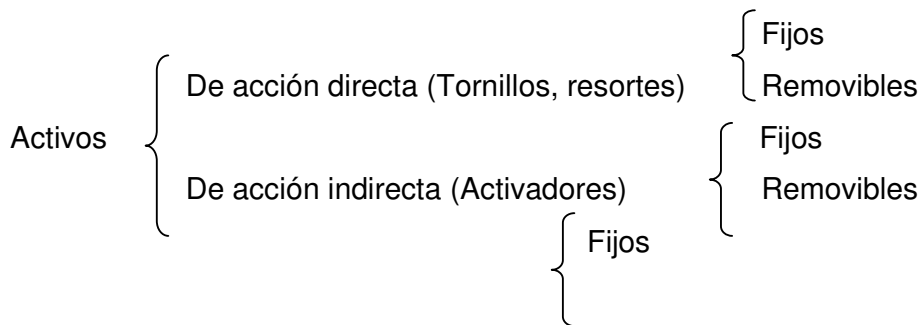 Fijos
De acción directa (Tornillos, resortes)
Removibles
Activos
Fijos
De acción indirecta (Activadores)
Removibles
Fijos